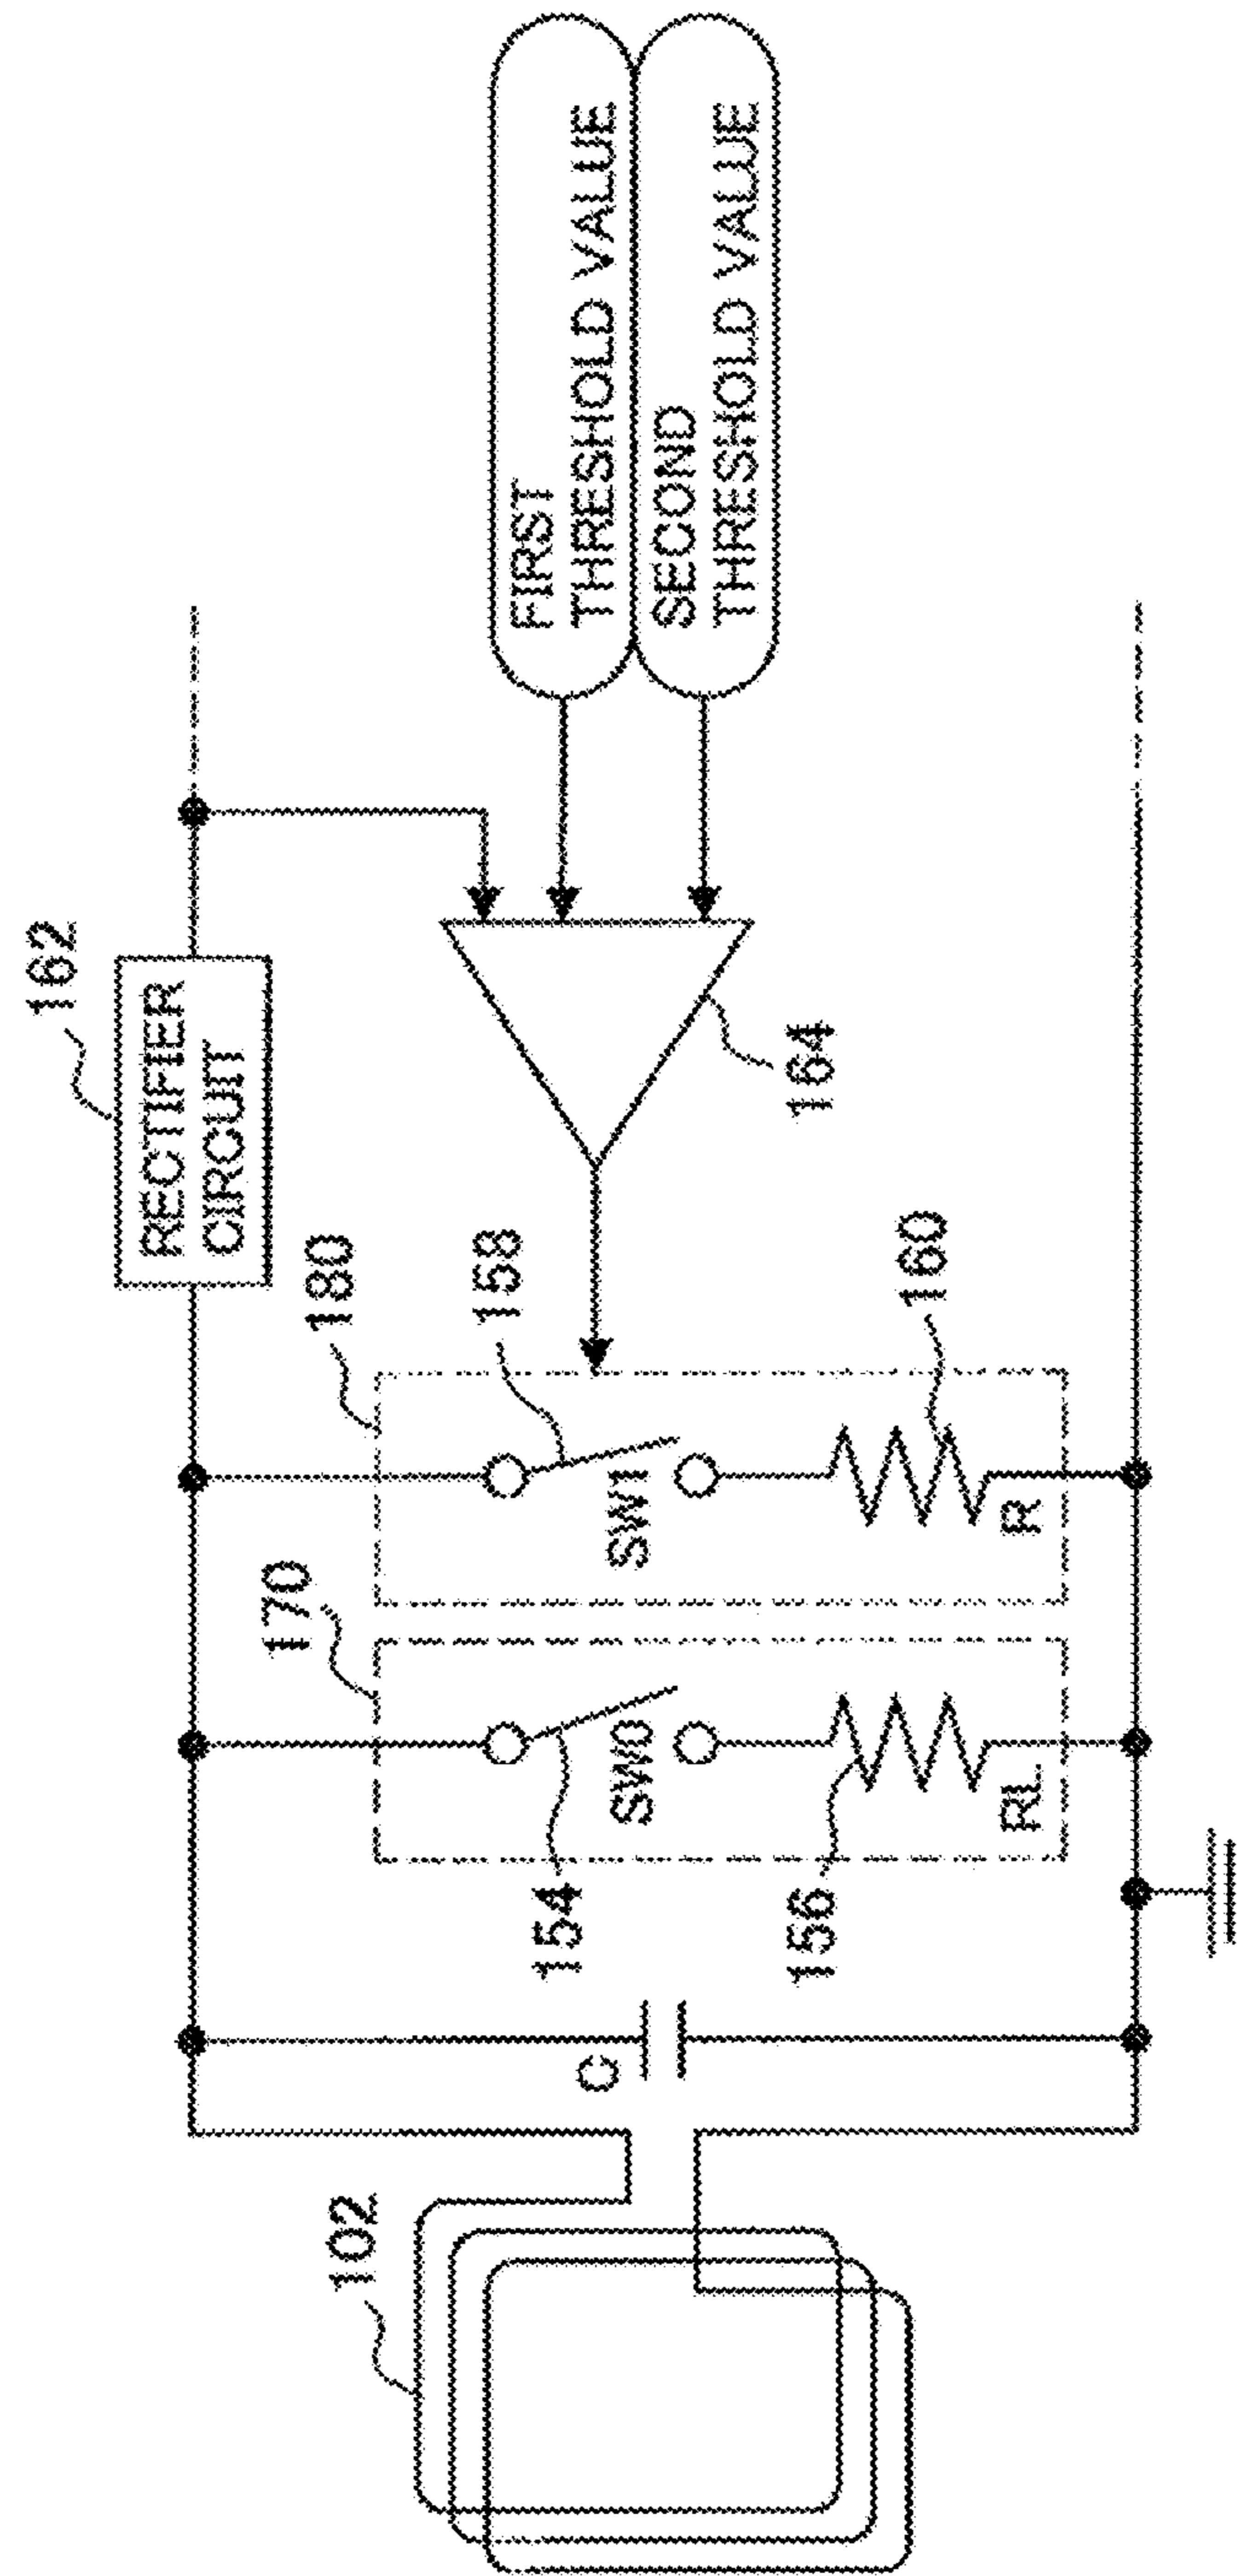 162
RECTIFIER
CIRCUIT
180
158
170
SW1
160
R
SW0
154
156
RL
C
102
164
FIRST
THRESHOLD VALUE
SECOND
THRESHOLD VALUE